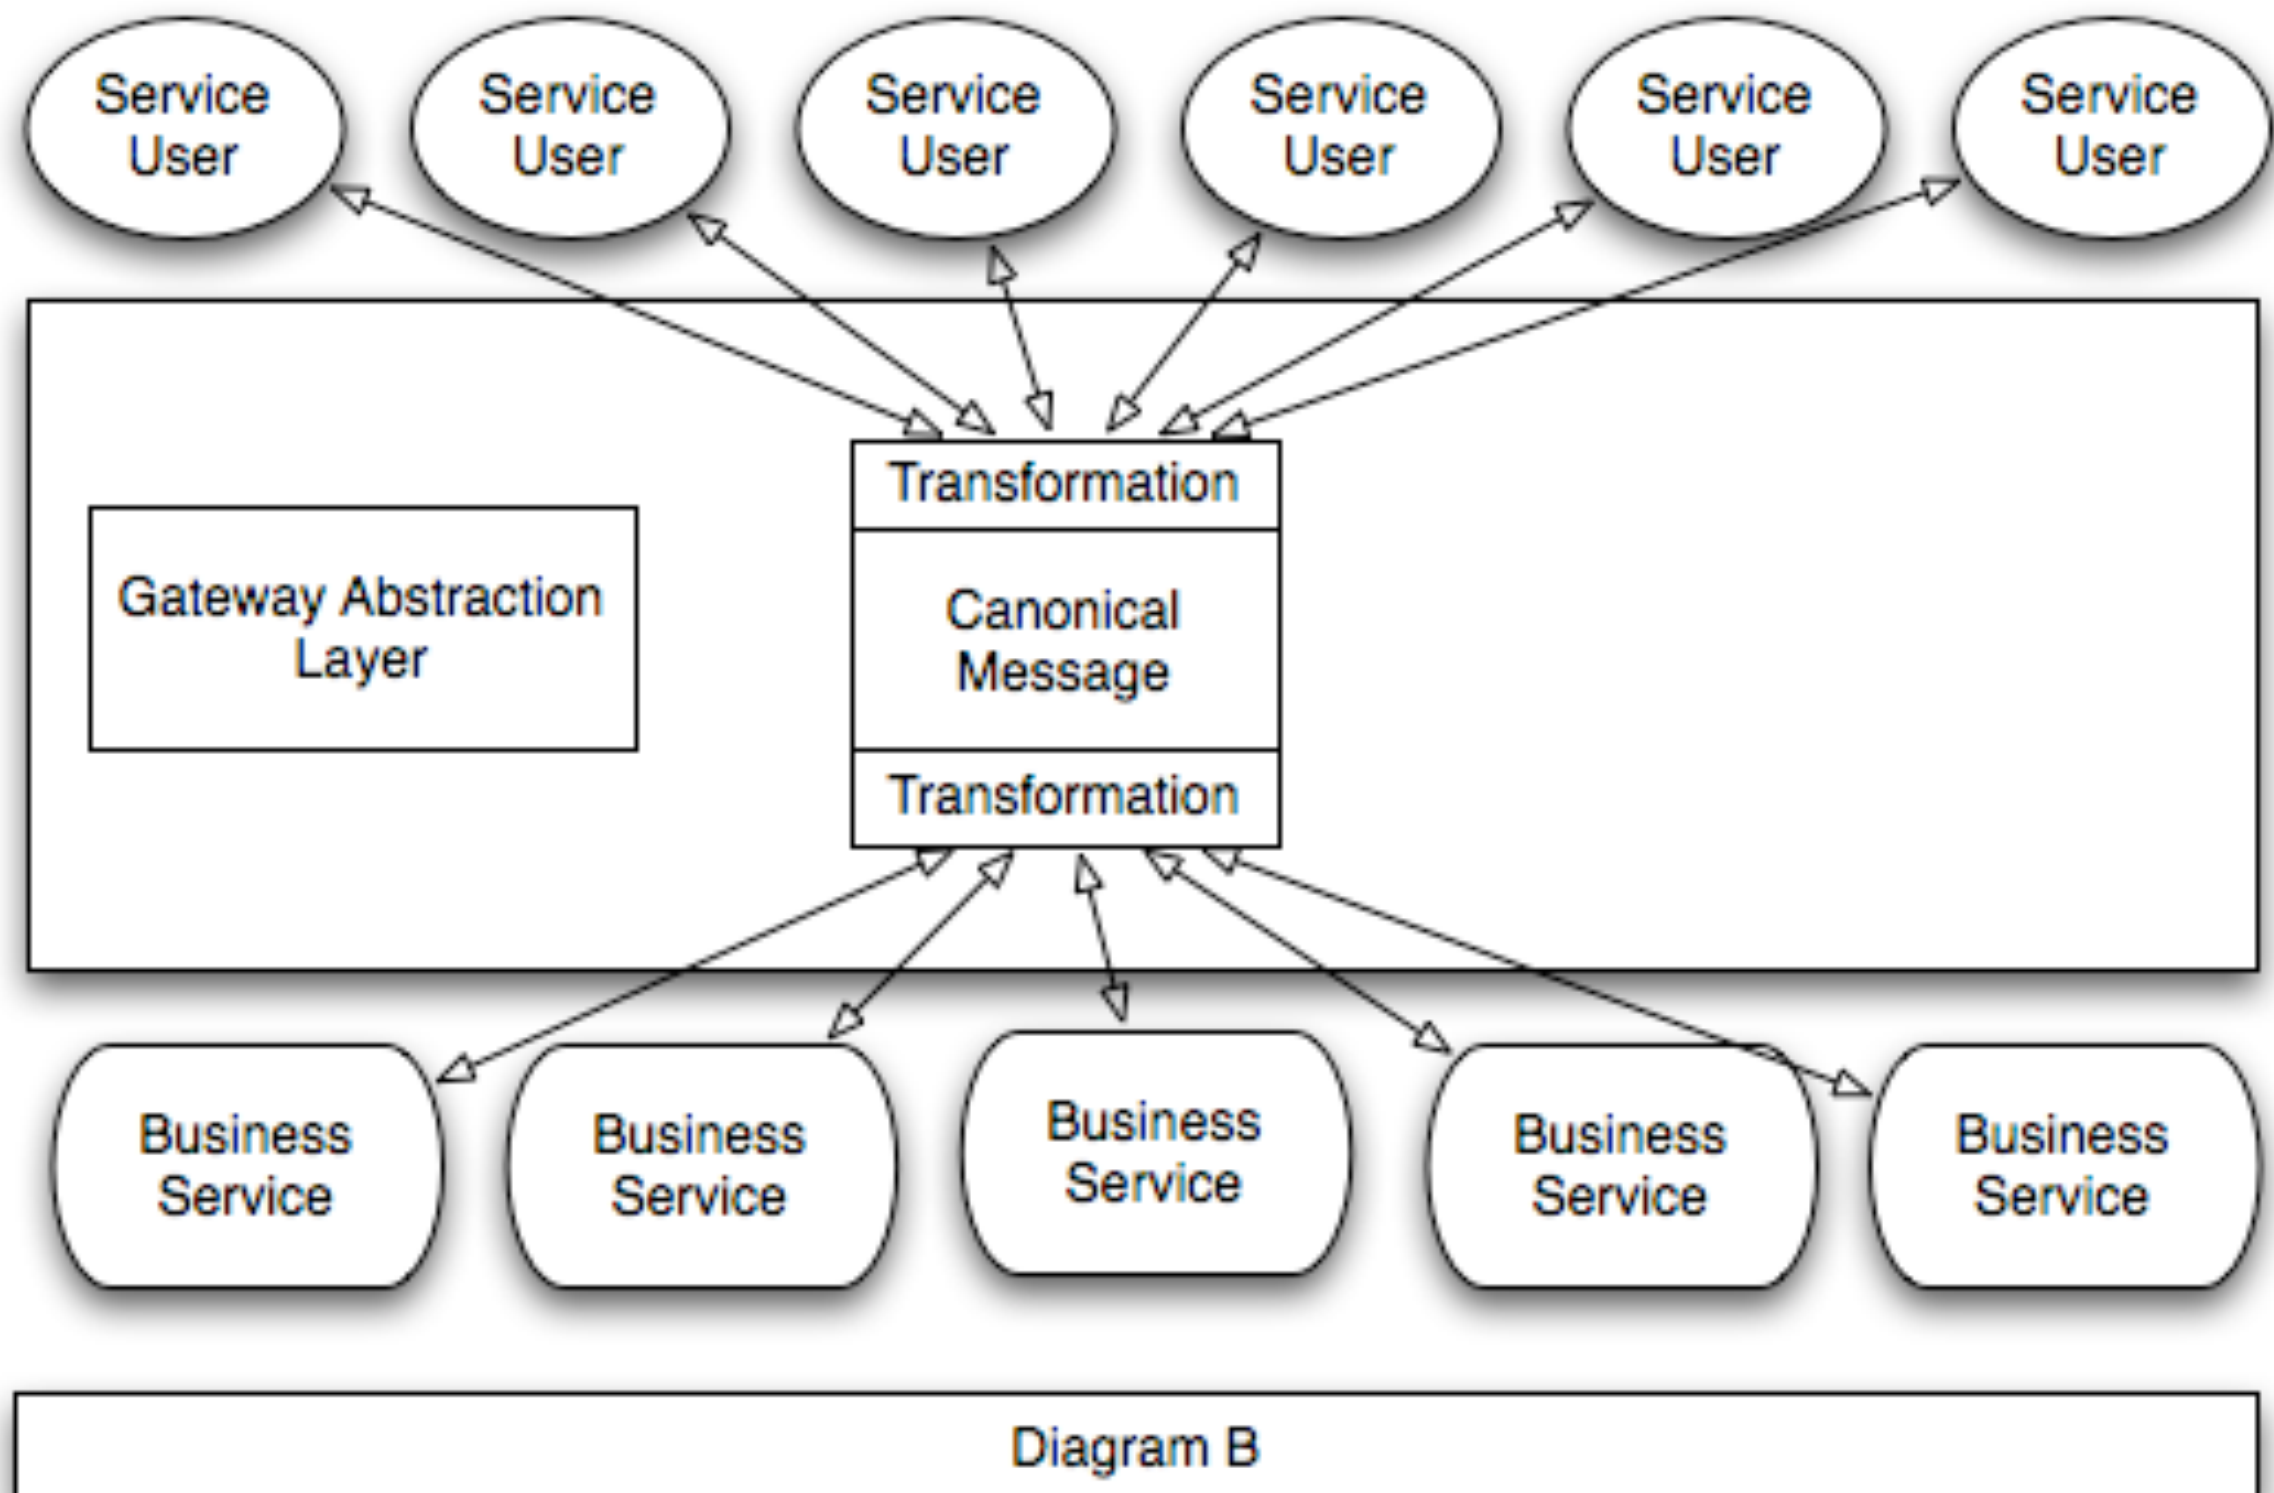 Service
User
Service
User
Service
User
Service
User
Service
User
Service
User
Transformation
Gateway Abstraction
Layer
Canonical
Message
Transformation
Business
Service
Business
Service
Business
Service
Business
Service
Business
Service
Diagram B